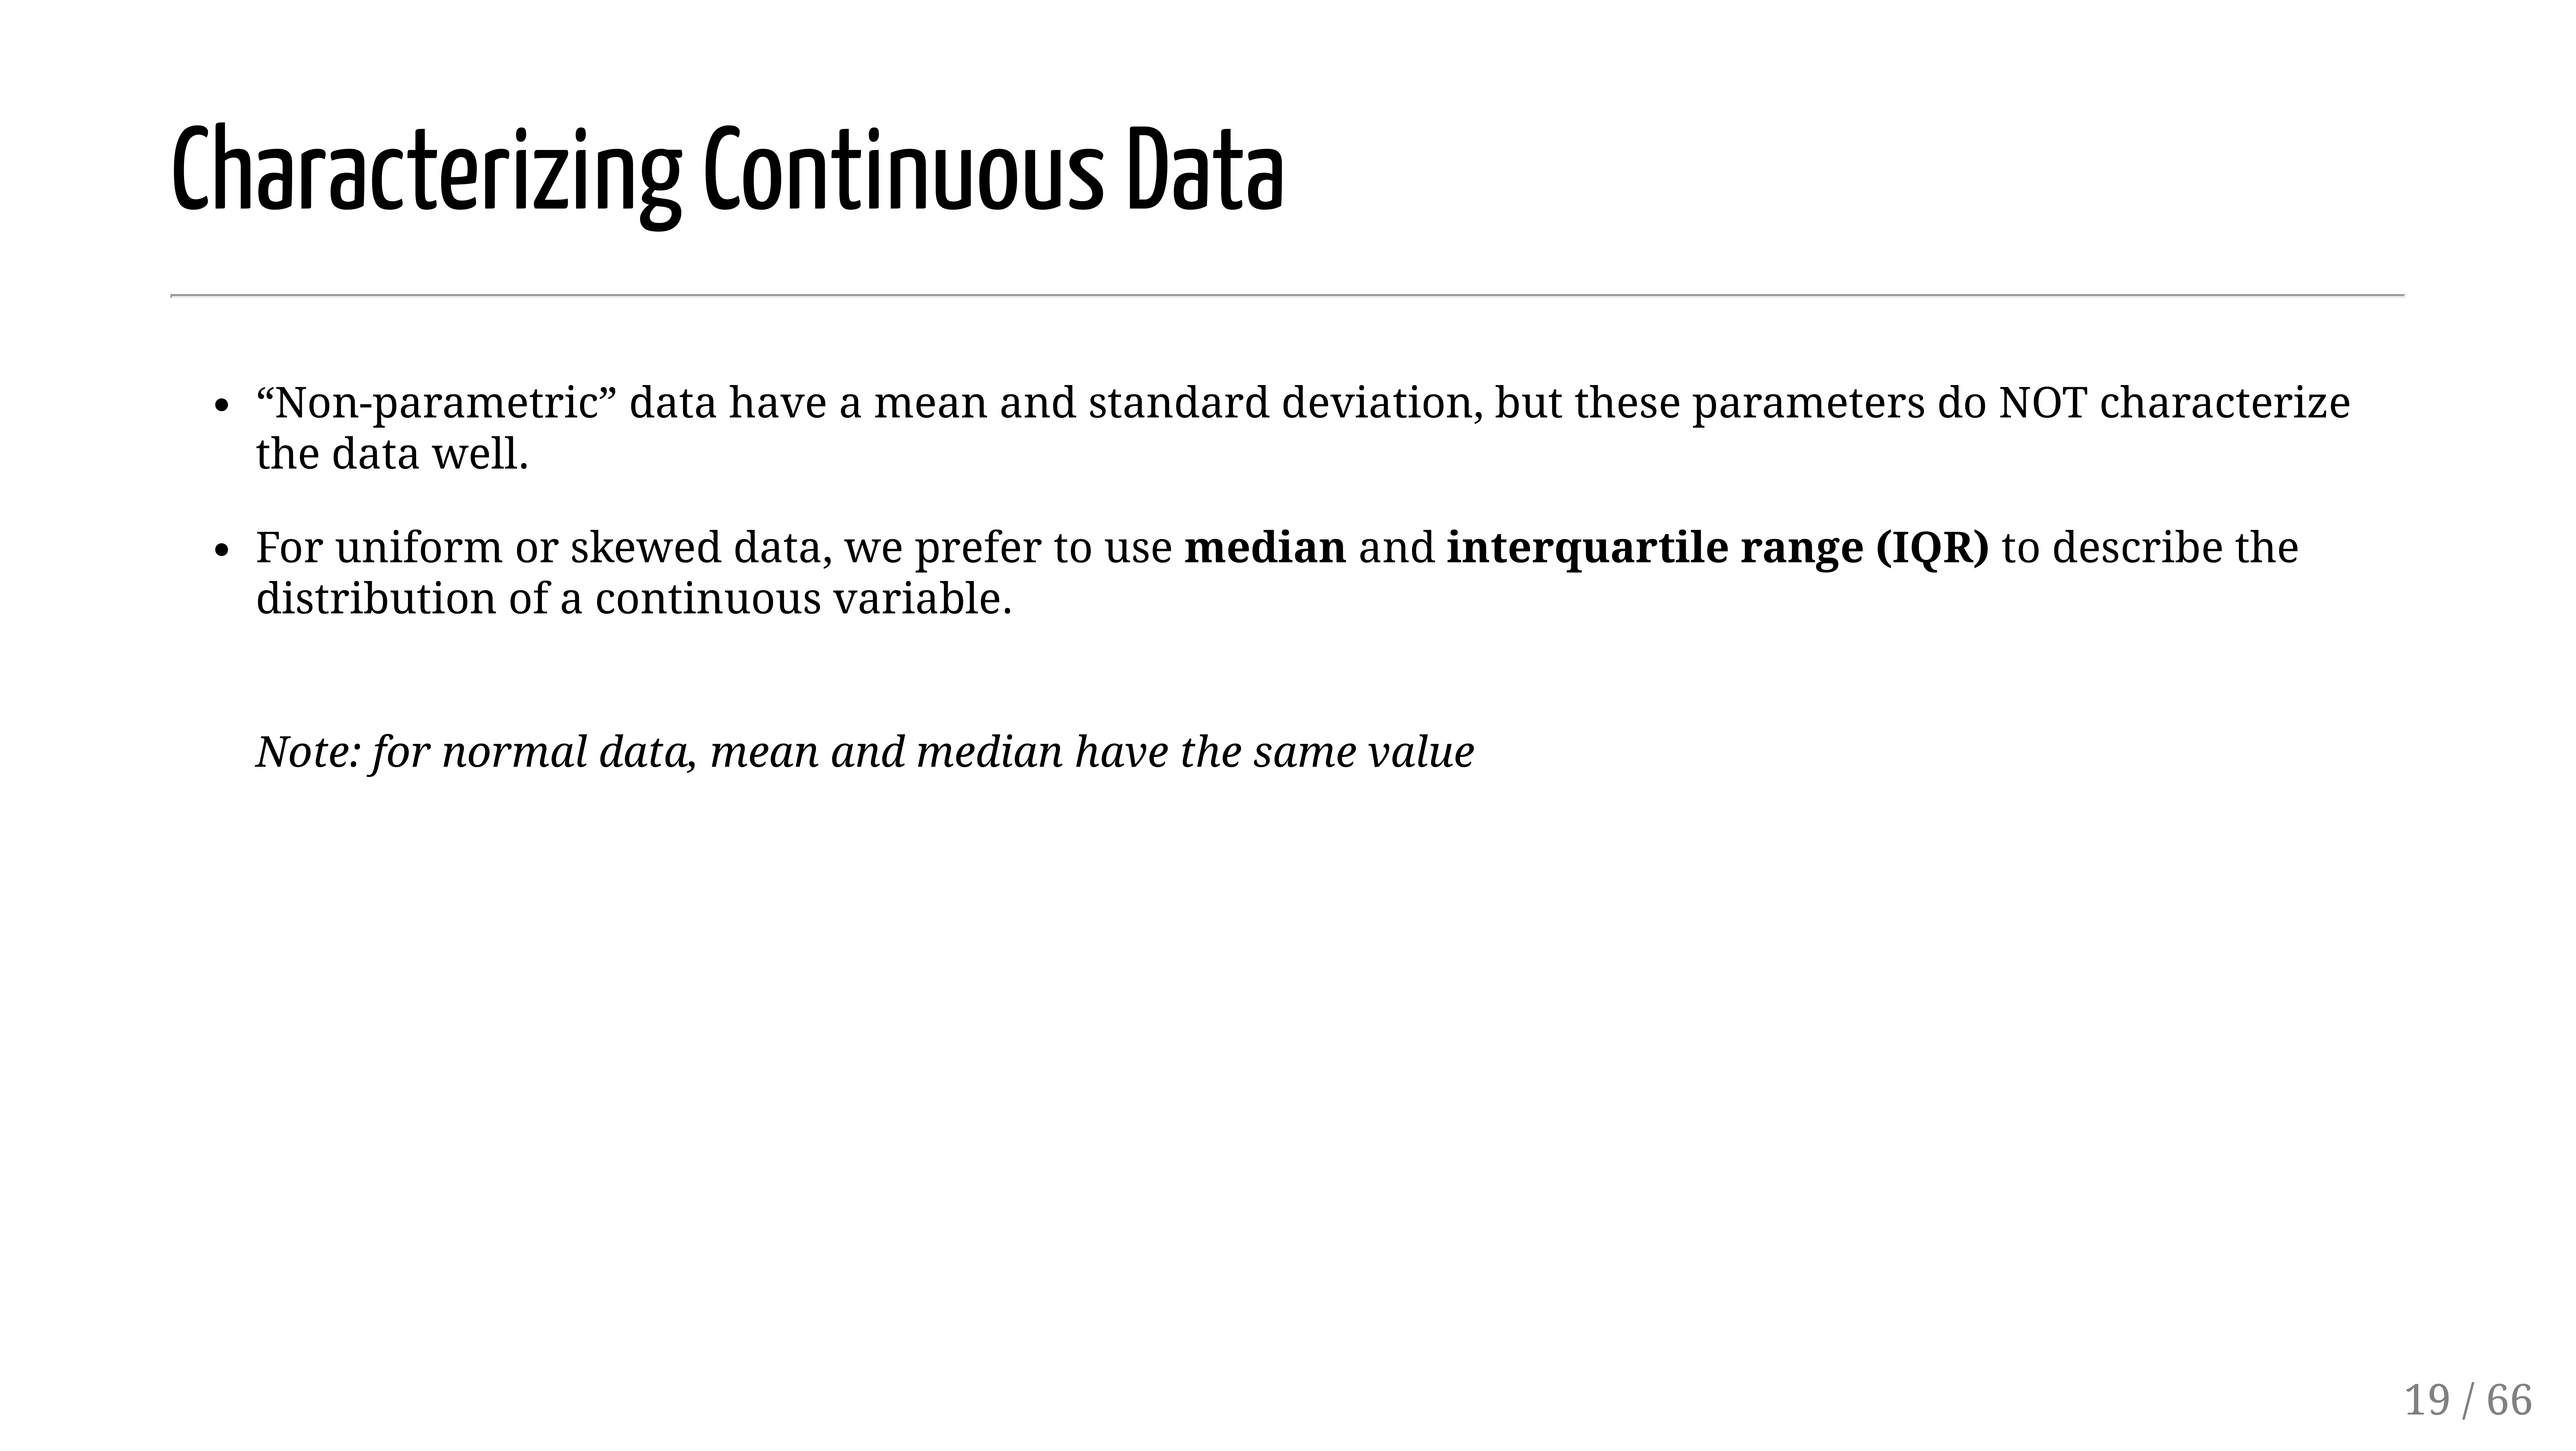 Characterizing Continuous Data
• “Non-parametric” data have a mean and standard deviation, but these parameters do NOT characterize
the data well.
• For uniform or skewed data, we prefer to use median and interquartile range (IQR) to describe the
distribution of a continuous variable.
Note: for normal data, mean and median have the same value
19 / 66